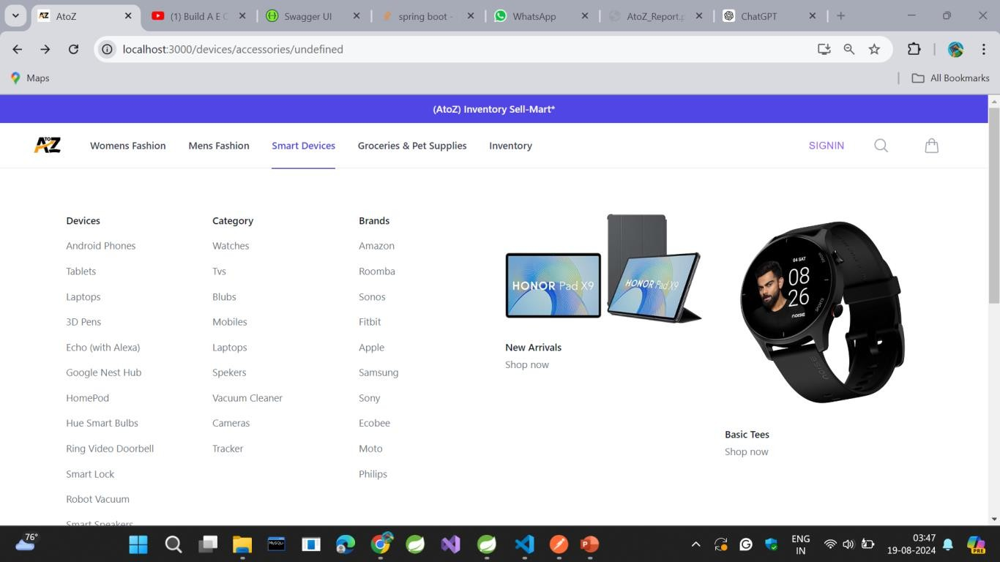 AtoZ
(1) Build A E C
Swagger UI
spring boot -
WhatsApp
AtoZ_Report.p
ChatGPT
localhost:3000/devices/accessories/undefined
Maps
All Bookmarks
(AtoZ) Inventory Sell-Mart*
A TO Z
Womens Fashion
Mens Fashion
Smart Devices
Groceries & Pet Supplies
Inventory
SIGNIN
Devices
Android Phones
Tablets
Laptops
3D Pens
Echo (with Alexa)
Google Nest Hub
HomePod
Hue Smart Bulbs
Ring Video Doorbell
Smart Lock
Robot Vacuum
Smart Speakers
Category
Watches
Tvs
Blubs
Mobiles
Laptops
Spekers
Vacuum Cleaner
Cameras
Tracker
Brands
Amazon
Roomba
Sonos
Fitbit
Apple
Samsung
Sony
Ecobee
Moto
Philips
HONOR Pad X9
HONOR Pad X9
New Arrivals
Shop now
04 SAT
08
26
noise
SPORTS
noise
Basic Tees
Shop now
76°
MySQL
ENG
IN
03:47
19-08-2024
PRE